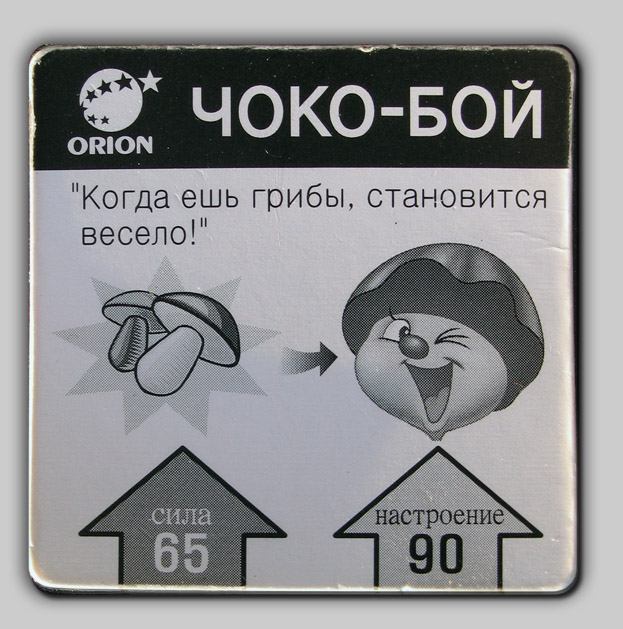 ORION
ЧОКО-БОЙ
"Когда ешь грибы, становится
весело!"
сила
65
настроение
90